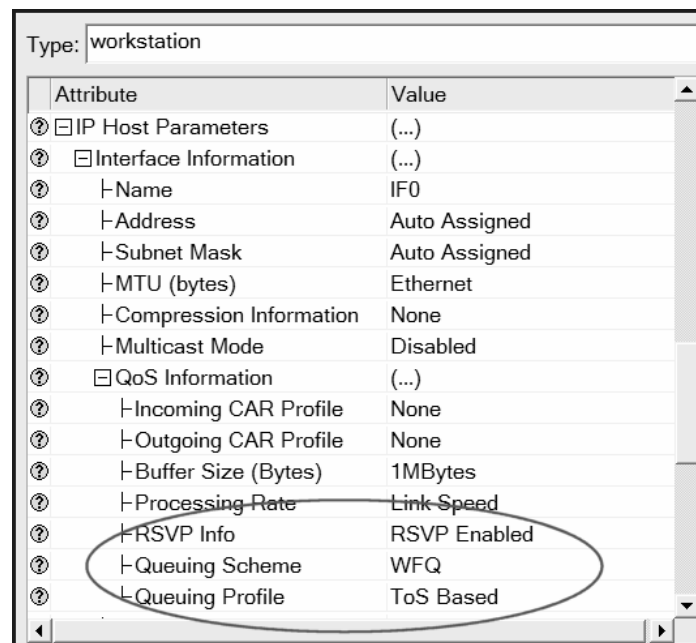 Type: workstation
Attribute Value
IP Host Parameters (...)
Interface Information (...)
Name IF0
Address Auto Assigned
Subnet Mask Auto Assigned
MTU (bytes) Ethernet
Compression Information None
Multicast Mode Disabled
QoS Information (...)
Incoming CAR Profile None
Outgoing CAR Profile None
Buffer Size (Bytes) 1MBytes
Processing Rate Link Speed
RSVP Info RSVP Enabled
Queuing Scheme WFQ
Queuing Profile ToS Based